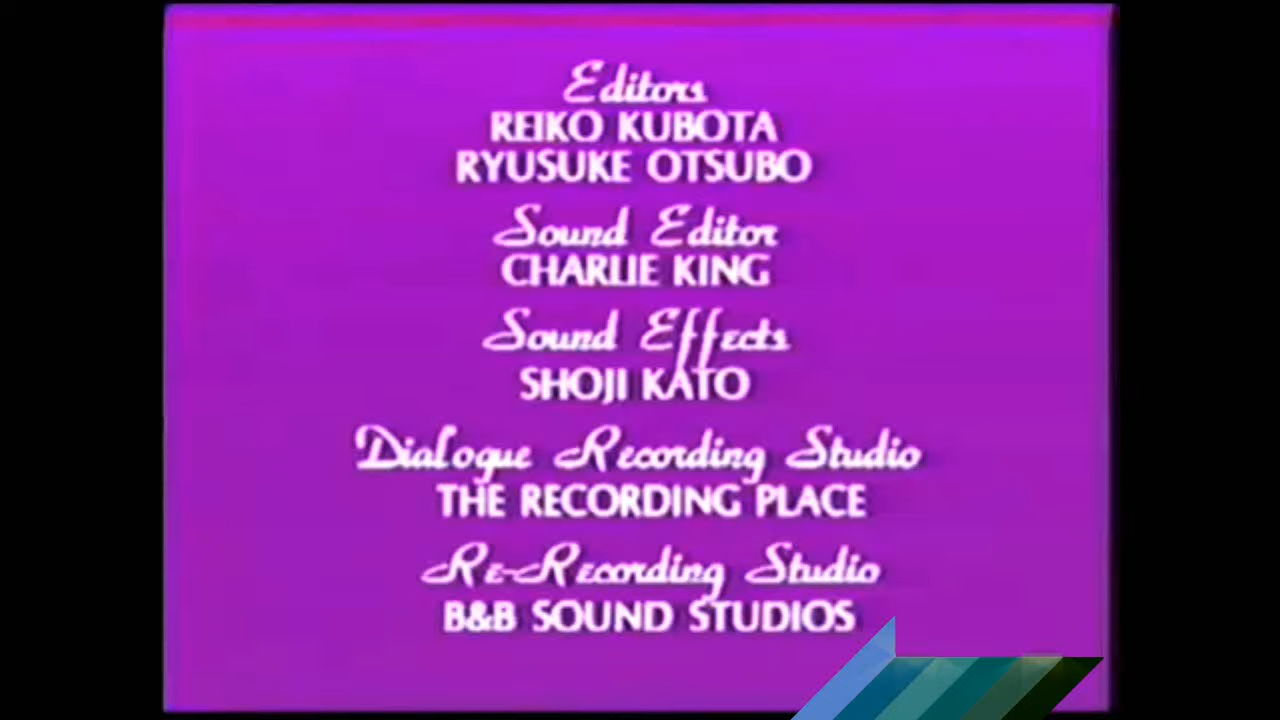 Editors
REIKO KUBOTA
RYUSUKE OTSUBO
Sound Editor
CHARLIE KING
Sound Effects
SHOJI KATO
Dialogue Recording Studio
THE RECORDING PLACE
Re-Recording Studio
B&B SOUND STUDIOS